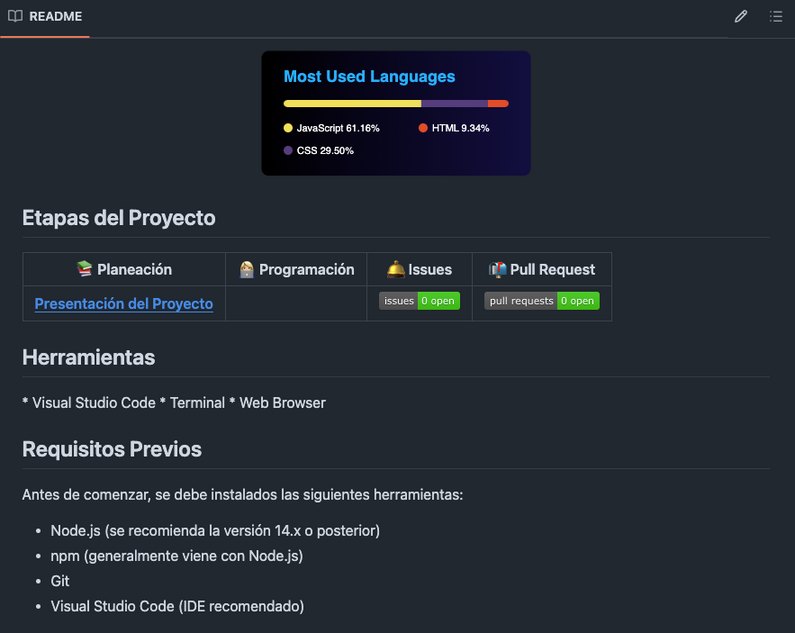 README
Most Used Languages
JavaScript 61.16% HTML 9.34%
CSS 29.50%
Etapas del Proyecto
Planeación Programación Issues Pull Request
Presentación del Proyecto issues 0 open pull requests 0 open
Herramientas
* Visual Studio Code * Terminal * Web Browser
Requisitos Previos
Antes de comenzar, se debe instalados las siguientes herramientas:
• Node.js (se recomienda la versión 14.x o posterior)
• npm (generalmente viene con Node.js)
• Git
• Visual Studio Code (IDE recomendado)